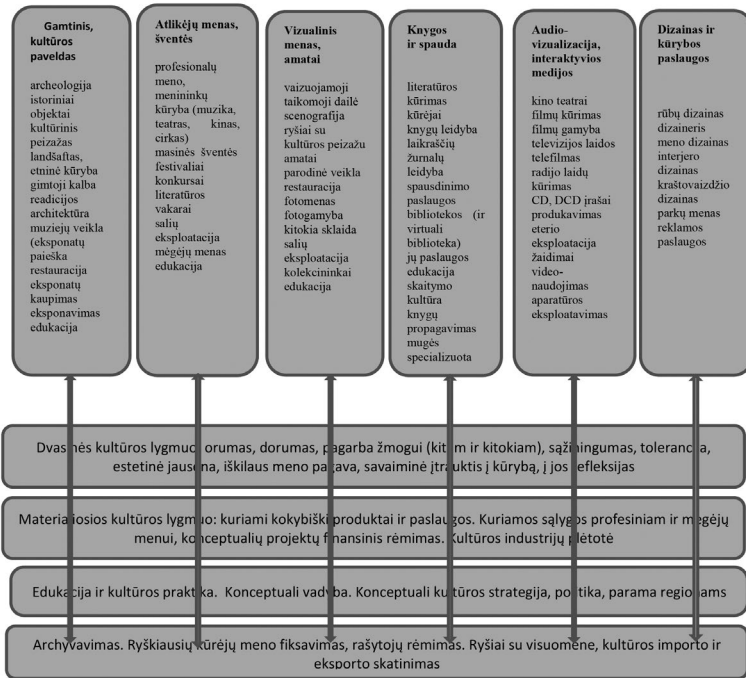 Gamtinis,
kultūros
paveldas
archeologija
istoriniai
objektai
kultūrinis
peizažas
landšaftas,
etninė kūryba
gimtoji kalba
readicijos
architektūra
muziejų veikla
(eksponatų
paieška
restauracija
eksponatų
kaupimas
eksponavimas
edukacija
Atlikėjų menas,
šventės
profesionalų
meno,
menininkų
kūryba (muzika,
teatras, kinas,
cirkas)
masinės šventės
festivaliai
konkursai
literatūros
vakarai
salių
eksploatacija
mėgėjų menas
edukacija
Vizualinis
menas,
amatai
vaizuojamoji
taikomoji dailė
scenografija
ryšiai su
kultūros peizažu
amatai
parodinė veikla
restauracija
fotomenas
fotogamyba
kitokia sklaida
salių
eksploatacija
kolekcininkai
edukacija
Knygos
ir spauda
literatūros
kūrimas
kūrėjai
knygų leidyba
laikraščių
žurnalų
leidyba
spausdinimo
paslaugos
bibliotekos (ir
virtuali
biblioteka)
jų paslaugos
edukacija
skaitymo
kultūra
knygų
propagavimas
mugės
specializuota
Audio-
vizualizacija,
interaktyvios
medijos
kino teatrai
filmų kūrimas
filmų gamyba
televizijos laidos
telefilmas
radijo laidų
kūrimas
CD, DCD įrašai
produkavimas
eterio
eksploatacija
žaidimai
video-
naudojimas
aparatūros
eksploatavimas
Dizainas ir
kūrybos
paslaugos
rūbų dizainas
dizaineris
meno dizainas
interjero
dizainas
kraštovaizdžio
dizainas
parkų menas
reklamos
paslaugos
Dvasinės kultūros lygmuo: orumas, dorumas, pagarba žmogui (kitam ir kitokiam), sąžiningumas, tolerancija,
estetinė jausena, iškilaus meno pagava, savaiminė įtrauktis į kūrybą, į jos refleksijas
Materialiosios kultūros lygmuo: kuriami kokybiški produktai ir paslaugos. Kuriamos sąlygos profesiniam ir mėgėjų
menui, konceptualių projektų finansinis rėmimas. Kultūros industrijų plėtotė
Edukacija ir kultūros praktika. Konceptuali vadyba. Konceptuali kultūros strategija, politika, parama regionams
Archyvavimas. Ryškiausių kūrėjų meno fiksavimas, rašytojų rėmimas. Ryšiai su visuomene, kultūros importo ir
eksporto skatinimas